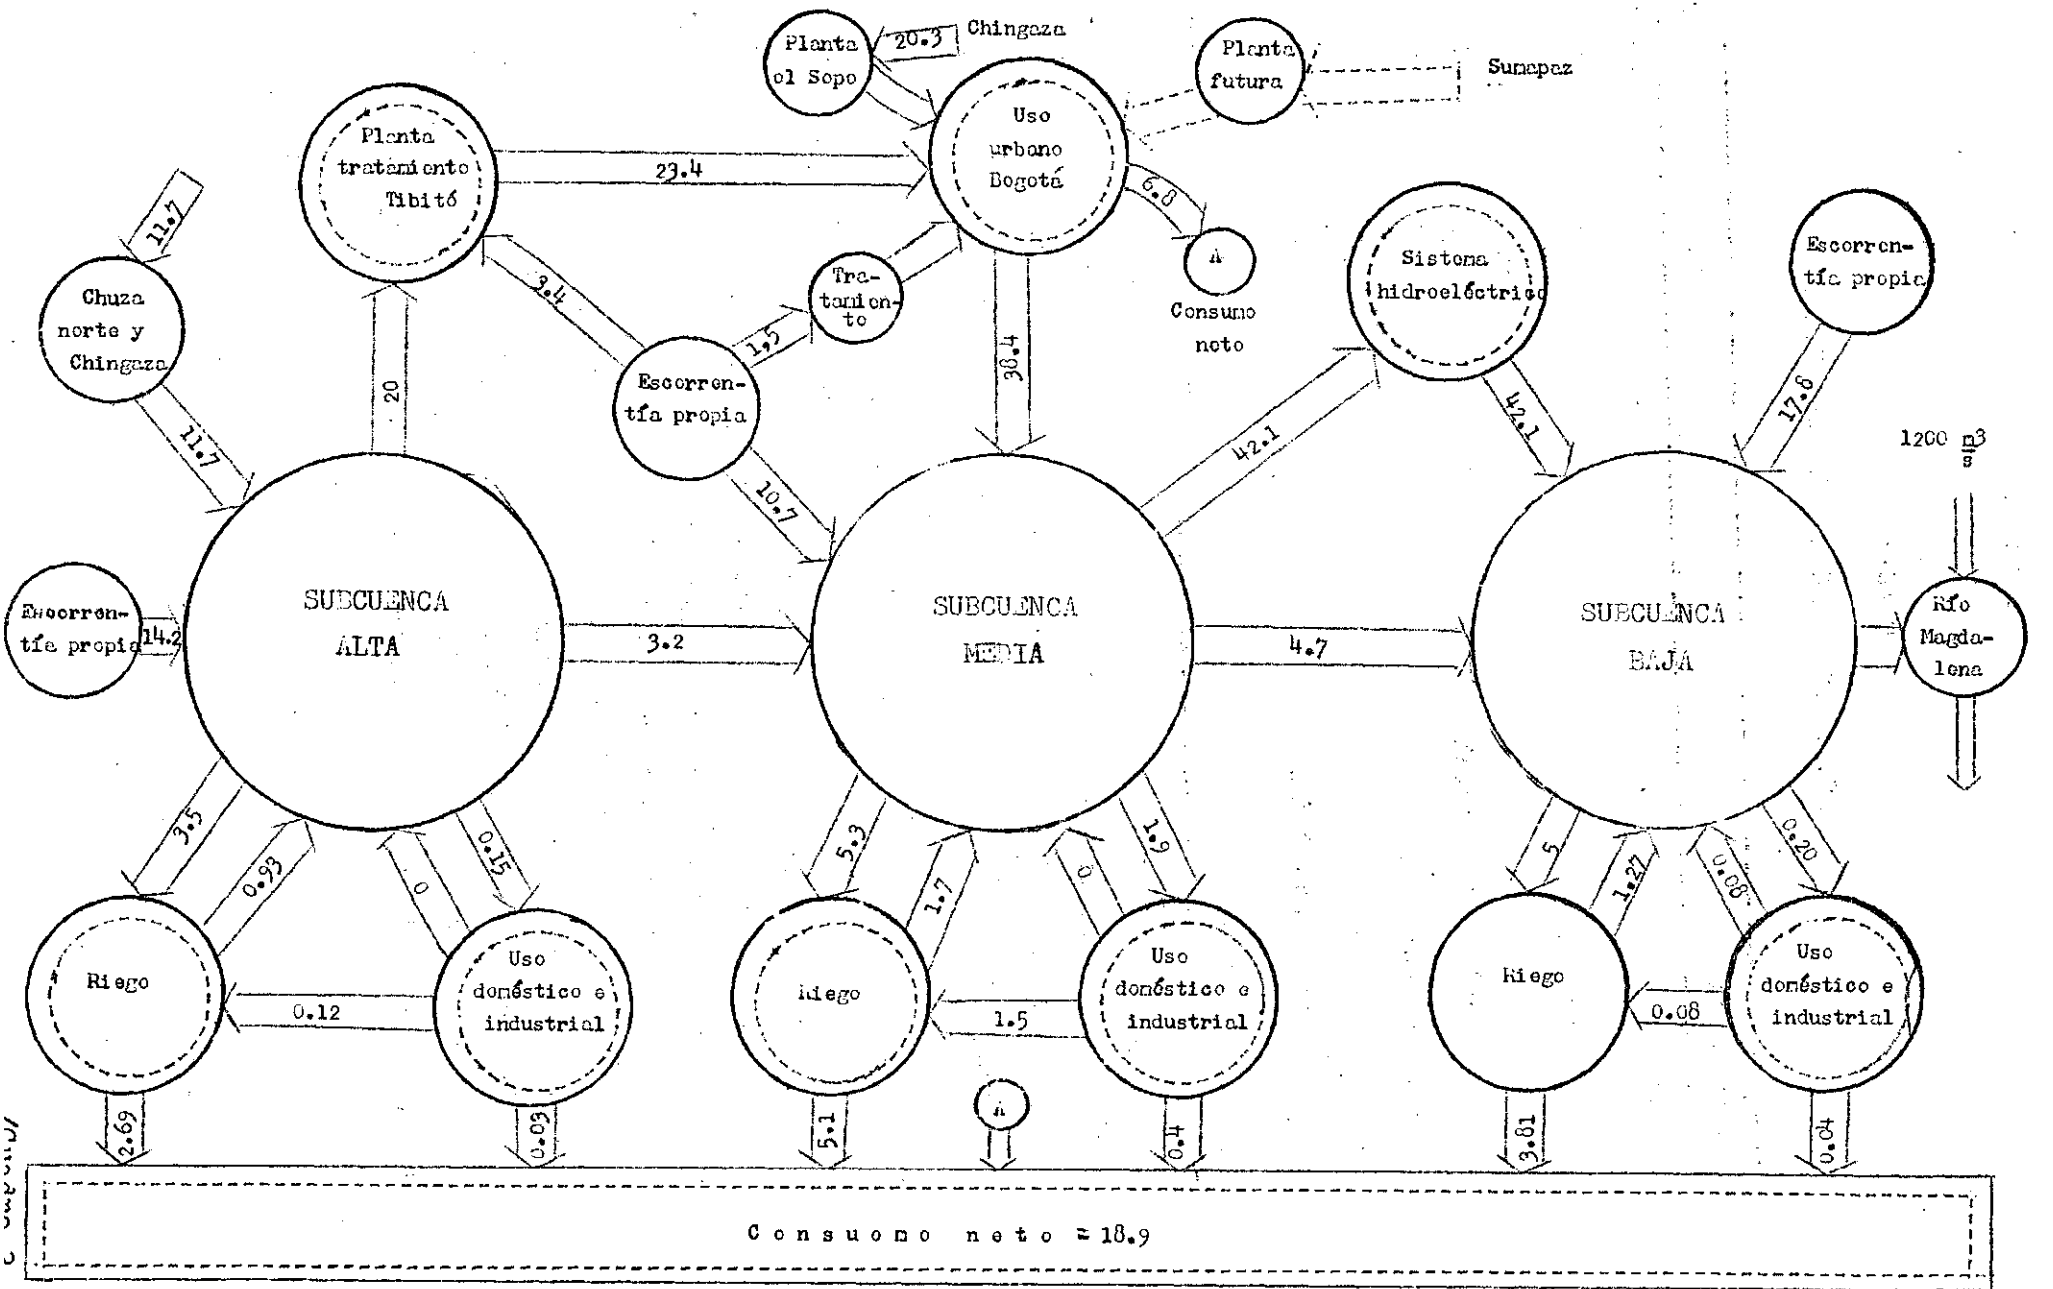 Planta
el Sopo
20.3
Chingaza
Planta
futura
Sumapaz
Planta
tratamiento
Tibitó
23.4
Uso
urbano
Bogotá
6.8
A
Consumo
neto
11.7
Chuza
norte y
Chingaza
11.7
20
3.4
1,5
Tra-
tamien-
to
Escorren-
tía propia
10.7
38.4
Sistema
hidroeléctrico
42.1
42.1
Escorren-
tía propia
17.8
1200 m3
s
Escorren-
tía propia
14.2
SUBCUENCA
ALTA
3.2
SUBCUENCA
MEDIA
4.7
SUBCUENCA
BAJA
Río
Magda-
lena
3.5
0.93
0
0.15
5.3
1.7
0
1.9
5
1.27
0.08
0.20
Riego
0.12
Uso
doméstico e
industrial
Riego
1.5
Uso
doméstico e
industrial
Riego
0.08
Uso
doméstico e
industrial
2.69
0.03
5.1
A
0.4
3.81
0.04
Consuomo neto = 18.9